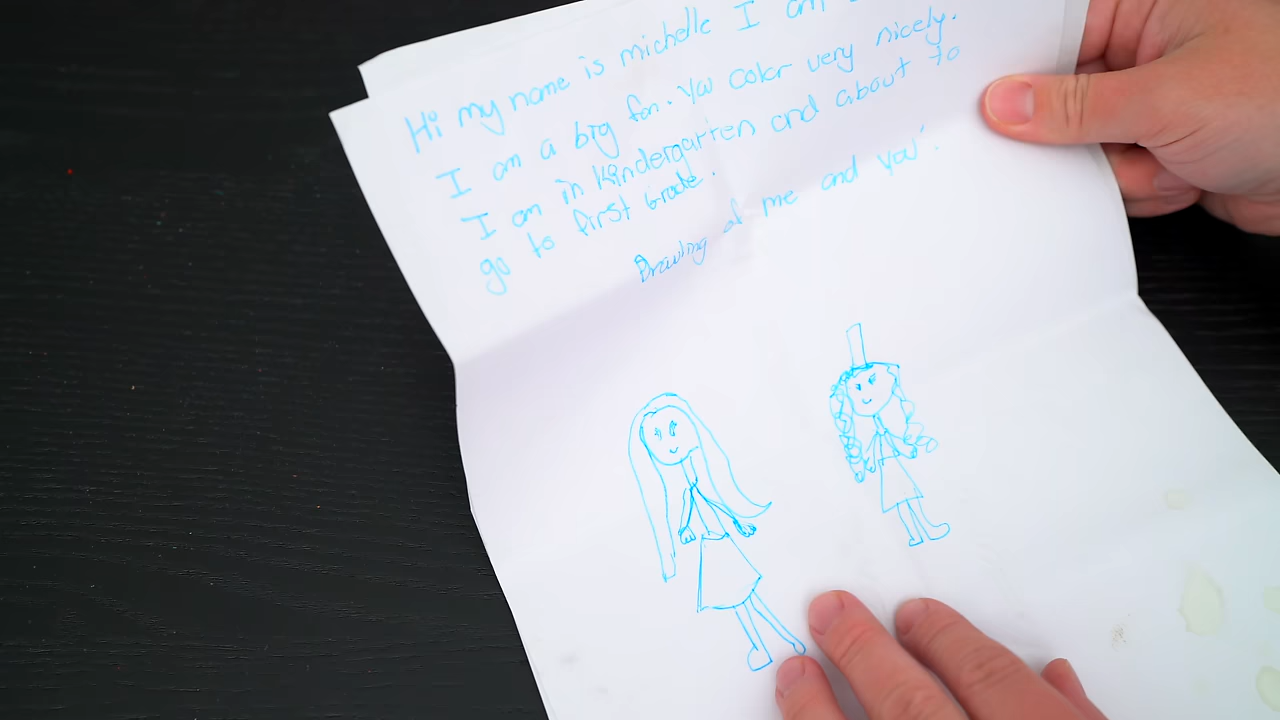 Hi my name is michelle I am
I am a big fan. You color very nicely.
I am in Kindergarten and about to
go to first Grade.
Drawing of me and you.